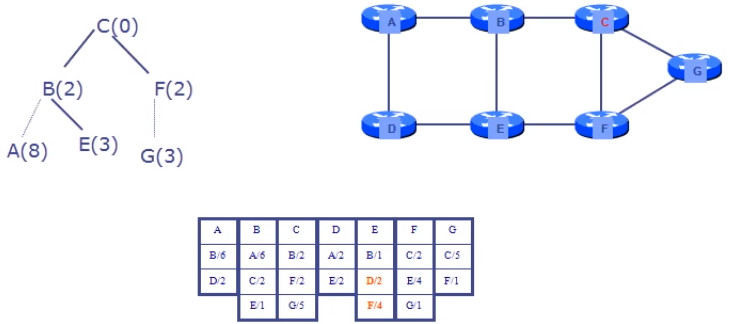 C(0)
B(2) F(2)
A(8) E(3) G(3)
A B C G
D E F
A B C D E F G
B/6 A/6 B/2 A/2 B/1 C/2 C/5
D/2 C/2 F/2 E/2 D/2 E/4 F/1
E/1 G/5 F/4 G/1